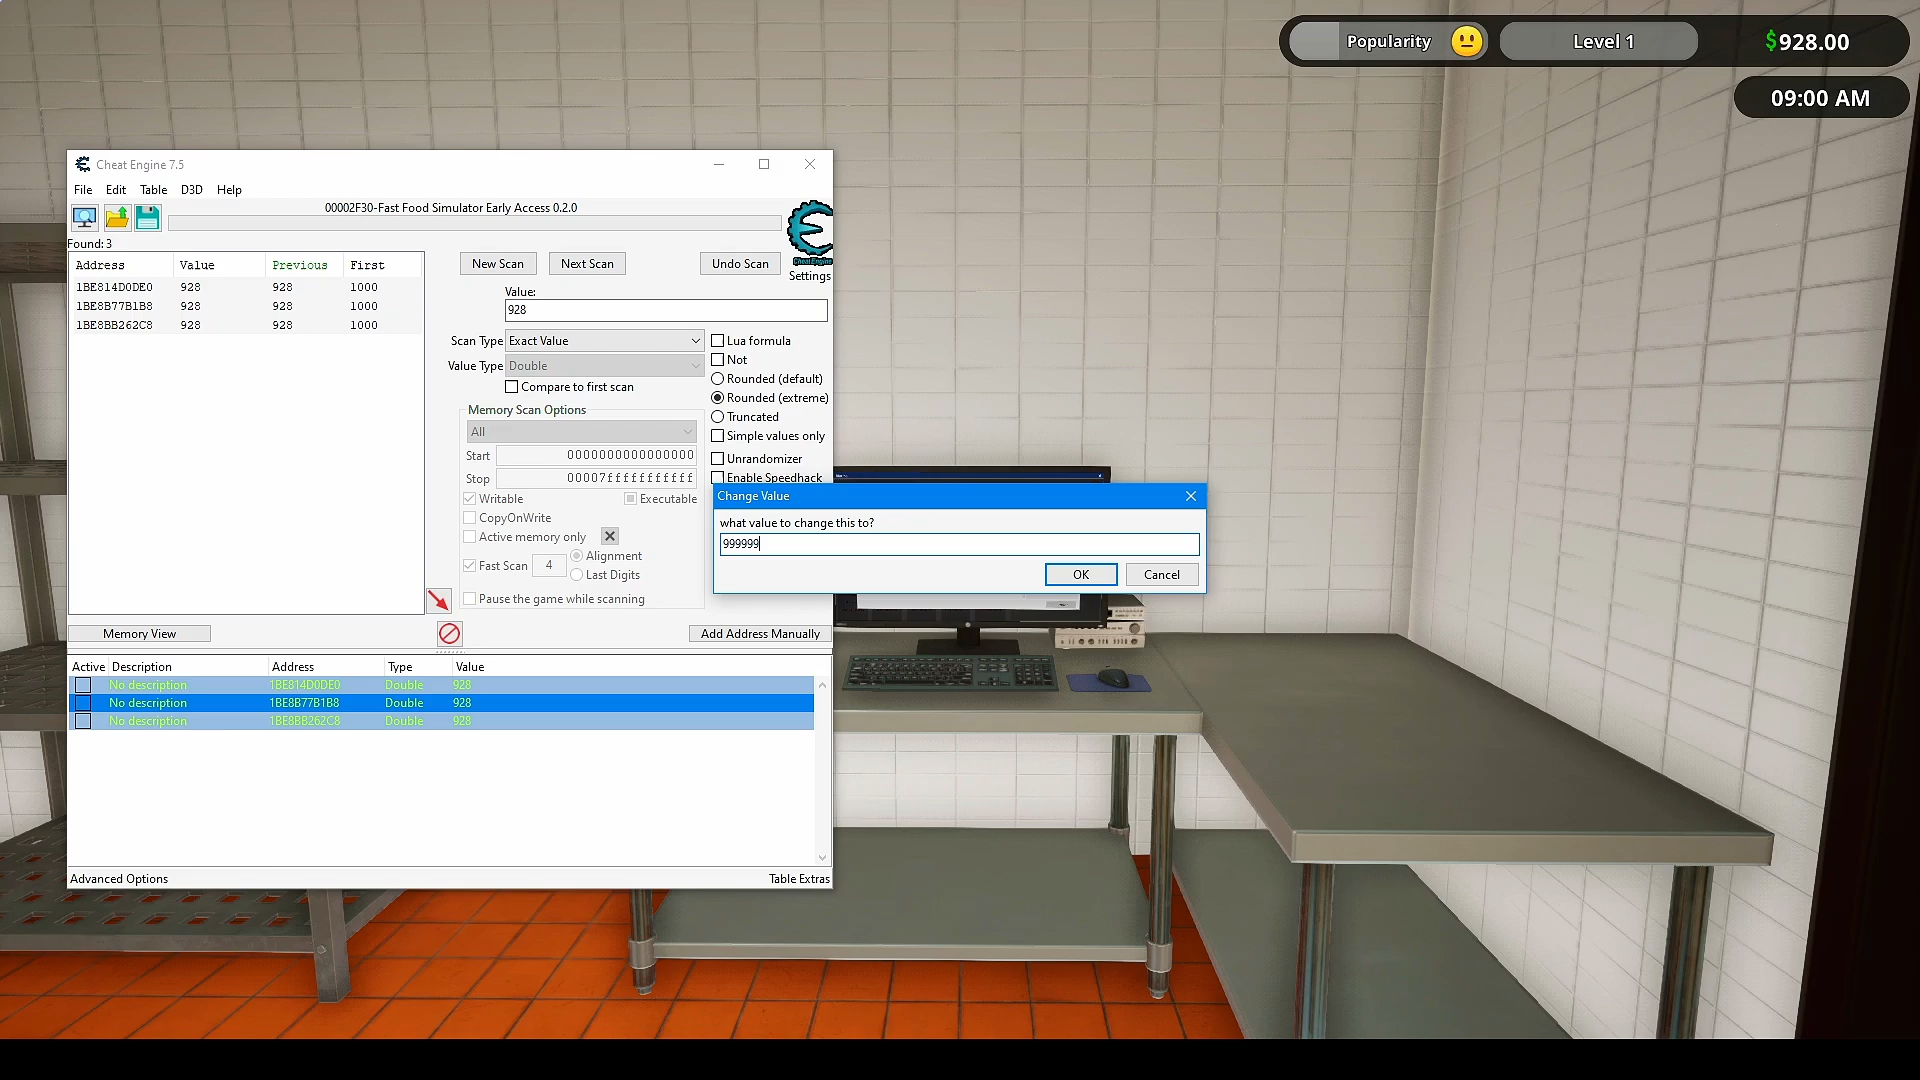 Popularity
Level 1
$928.00
09:00 AM
Cheat Engine 7.5
File Edit Table D3D Help
00002F30-Fast Food Simulator Early Access 0.2.0
Found: 3
Address Value Previous First
1BE814D0DE0 928 928 1000
1BE8B77B1B8 928 928 1000
1BE8BB262C8 928 928 1000
New Scan Next Scan Undo Scan
Cheat Engine
Settings
Value:
928
Scan Type Exact Value
Value Type Double
Compare to first scan
Lua formula
Not
Rounded (default)
Rounded (extreme)
Truncated
Simple values only
Unrandomizer
Enable Speedhack
Memory Scan Options
All
Start 0000000000000000
Stop 00007fffffffffff
Writable Executable
CopyOnWrite
Active memory only
Fast Scan 4 Alignment
Last Digits
Pause the game while scanning
Change Value
what value to change this to?
999999
OK Cancel
Memory View Add Address Manually
Active Description Address Type Value
No description 1BE814D0DE0 Double 928
No description 1BE8B77B1B8 Double 928
No description 1BE8BB262C8 Double 928
Advanced Options Table Extras